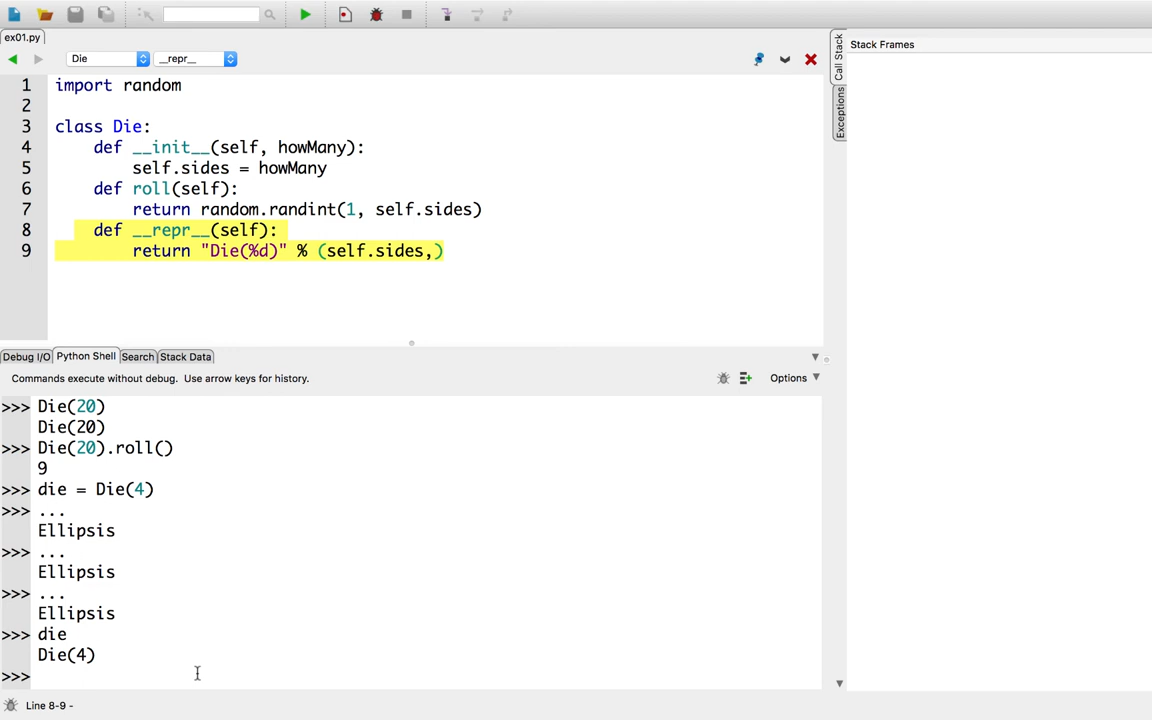 ex01.py
Die __repr__
1 import random
2
3 class Die:
4 def __init__(self, howMany):
5 self.sides = howMany
6 def roll(self):
7 return random.randint(1, self.sides)
8 def __repr__(self):
9 return "Die(%d)" % (self.sides,)
Call Stack
Exceptions
Stack Frames
Debug I/O Python Shell Search Stack Data
Commands execute without debug.  Use arrow keys for history.
Options
>>> Die(20)
Die(20)
>>> Die(20).roll()
9
>>> die = Die(4)
>>> ...
Ellipsis
>>> ...
Ellipsis
>>> ...
Ellipsis
>>> die
Die(4)
>>>
Line 8-9 -